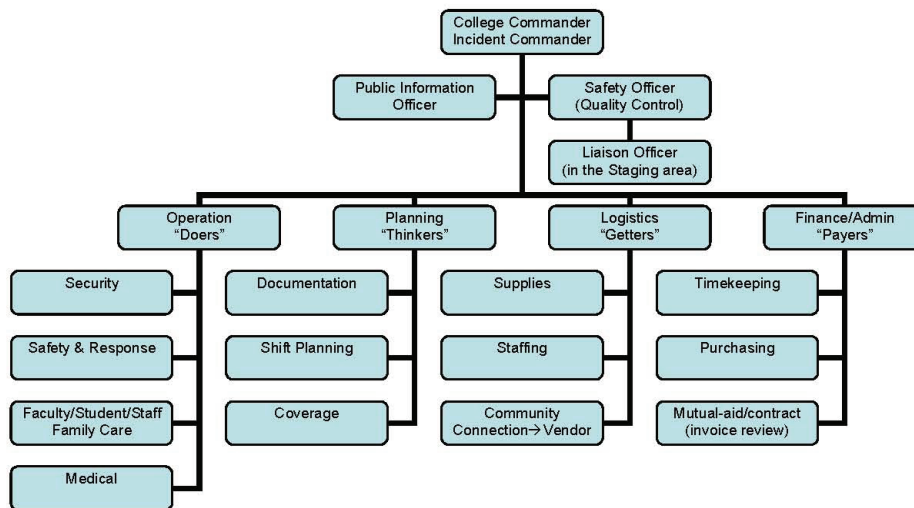 College Commander
Incident Commander
Public Information
Officer
Safety Officer
(Quality Control)
Liaison Officer
(in the Staging area)
Operation
“Doers”
Planning
“Thinkers”
Logistics
“Getters”
Finance/Admin
“Payers”
Security
Documentation
Supplies
Timekeeping
Safety & Response
Shift Planning
Staffing
Purchasing
Faculty/Student/Staff
Family Care
Coverage
Community
Connection→Vendor
Mutual-aid/contract
(invoice review)
Medical